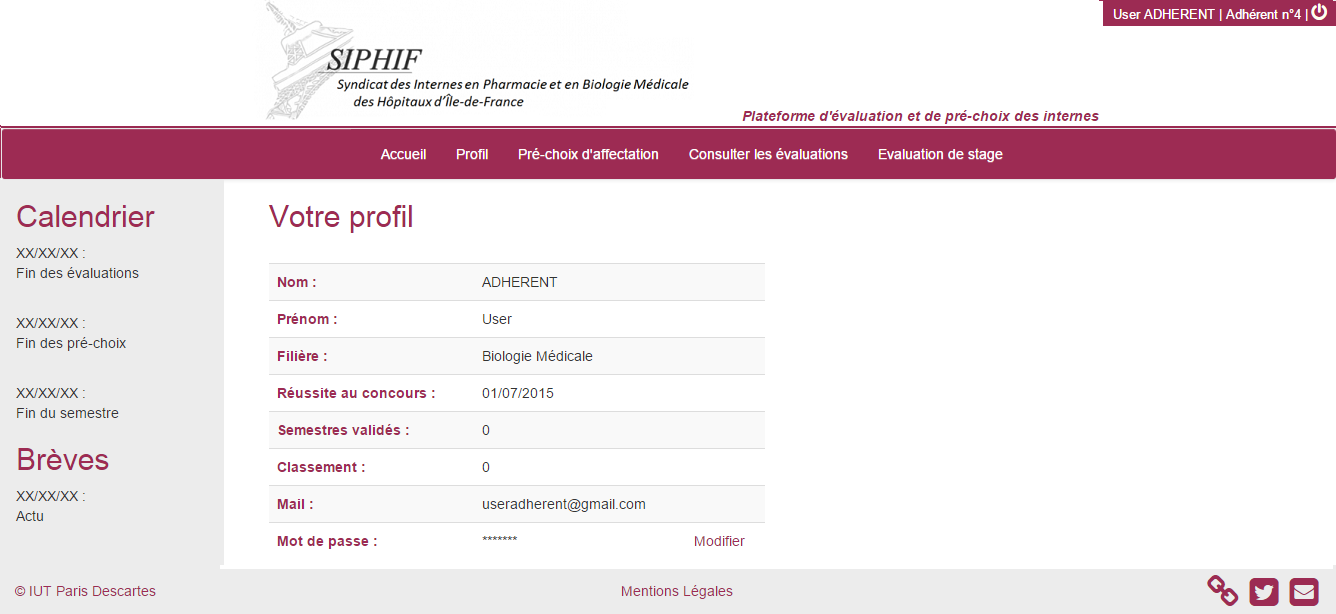 User ADHERENT | Adhérent n°4 |
SIPHIF
Syndicat des Internes en Pharmacie et en Biologie Médicale
des Hôpitaux d'Île-de-France
Plateforme d'évaluation et de pré-choix des internes
Accueil Profil Pré-choix d'affectation Consulter les évaluations Evaluation de stage
Calendrier
XX/XX/XX :
Fin des évaluations
XX/XX/XX :
Fin des pré-choix
XX/XX/XX :
Fin du semestre
Brèves
XX/XX/XX :
Actu
Votre profil
Nom : ADHERENT
Prénom : User
Filière : Biologie Médicale
Réussite au concours : 01/07/2015
Semestres validés : 0
Classement : 0
Mail : useradherent@gmail.com
Mot de passe : ******* Modifier
© IUT Paris Descartes Mentions Légales